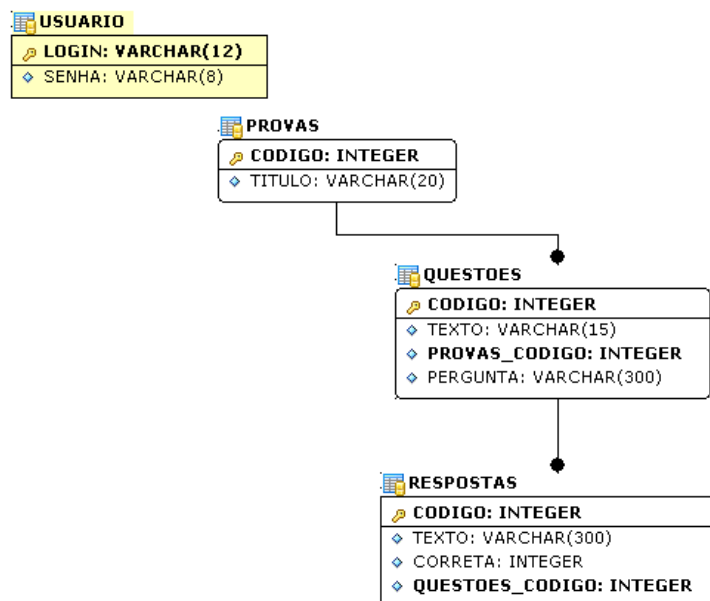 USUARIO
LOGIN: VARCHAR(12)
SENHA: VARCHAR(8)
PROVAS
CODIGO: INTEGER
TITULO: VARCHAR(20)
QUESTOES
CODIGO: INTEGER
TEXTO: VARCHAR(15)
PROVAS_CODIGO: INTEGER
PERGUNTA: VARCHAR(300)
RESPOSTAS
CODIGO: INTEGER
TEXTO: VARCHAR(300)
CORRETA: INTEGER
QUESTOES_CODIGO: INTEGER